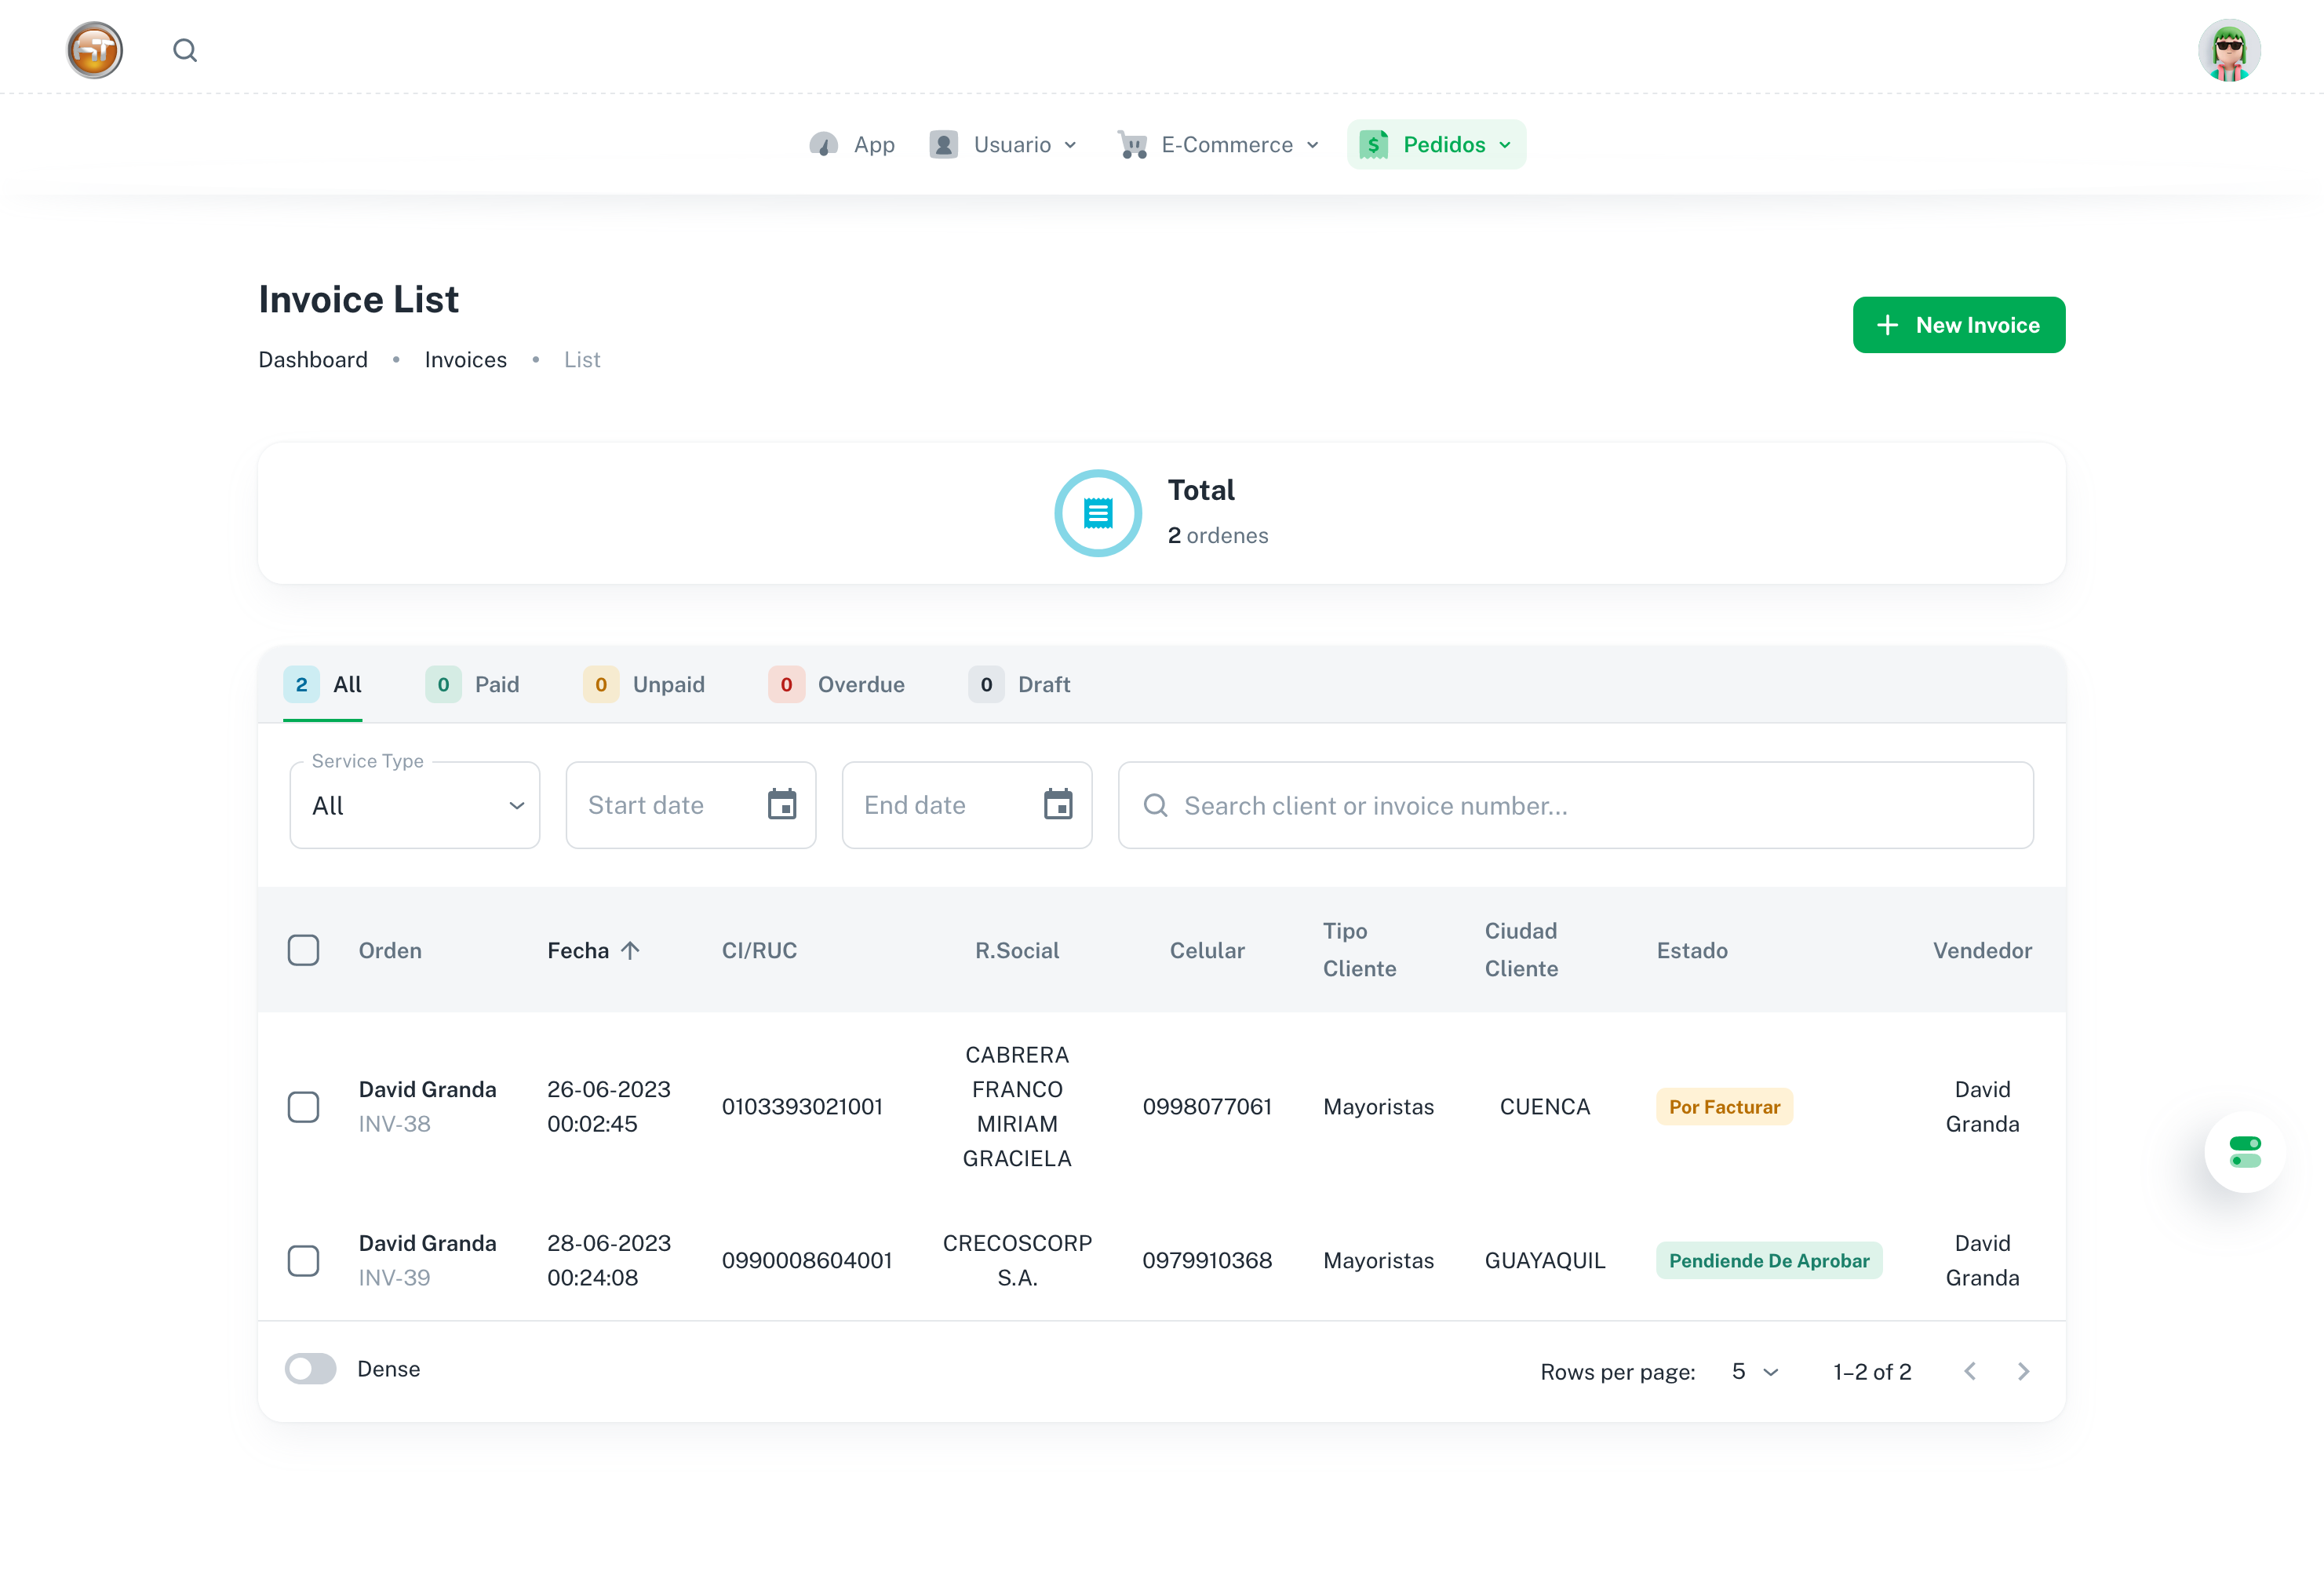 HT
App Usuario E-Commerce $ Pedidos
Invoice List
Dashboard • Invoices • List
+ New Invoice
Total
2 ordenes
2 All 0 Paid 0 Unpaid 0 Overdue 0 Draft
Service Type
All Start date End date Search client or invoice number...
Orden Fecha CI/RUC R.Social Celular Tipo Cliente Ciudad Cliente Estado Vendedor
David Granda
INV-38
26-06-2023
00:02:45
0103393021001
CABRERA
FRANCO
MIRIAM
GRACIELA
0998077061
Mayoristas
CUENCA
Por Facturar
David
Granda
David Granda
INV-39
28-06-2023
00:24:08
0990008604001
CRECOSCORP
S.A.
0979910368
Mayoristas
GUAYAQUIL
Pendiende De Aprobar
David
Granda
Dense
Rows per page: 5 1–2 of 2